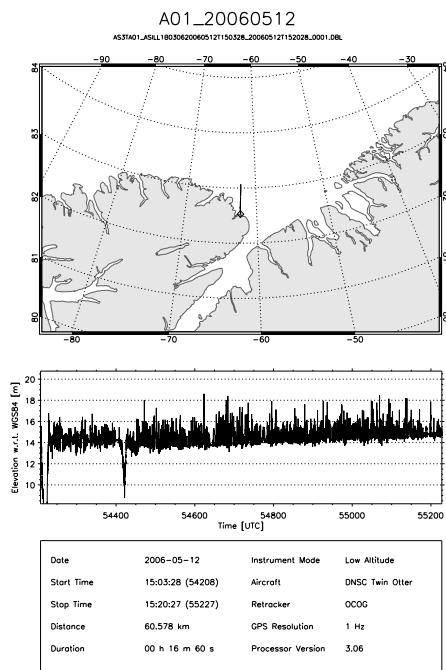 A01_20060512
AS3TA01_ASILL1B030620060512T150328_20060512T152028_0001.DBL
-90 -80 -70 -60 -50 -40 -30 -20
84
83
82
81
80
-80 -70 -60 -50
Elevation w.r.t. WGS84 [m]
20
18
16
14
12
10
54400 54600 54800 55000 55200
Time [UTC]
Date 2006-05-12 Instrument Mode Low Altitude
Start Time 15:03:28 (54208) Aircraft DNSC Twin Otter
Stop Time 15:20:27 (55227) Retracker OCOG
Distance 60.578 km GPS Resolution 1 Hz
Duration 00 h 16 m 60 s Processor Version 3.06